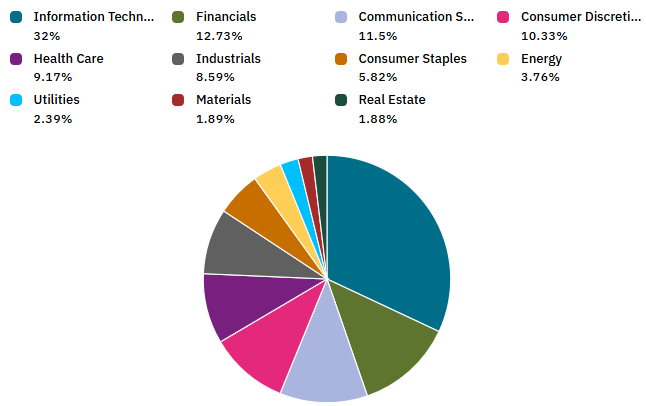 Information Techn... Financials Communication S... Consumer Discreti...
32% 12.73% 11.5% 10.33%
Health Care Industrials Consumer Staples Energy
9.17% 8.59% 5.82% 3.76%
Utilities Materials Real Estate
2.39% 1.89% 1.88%